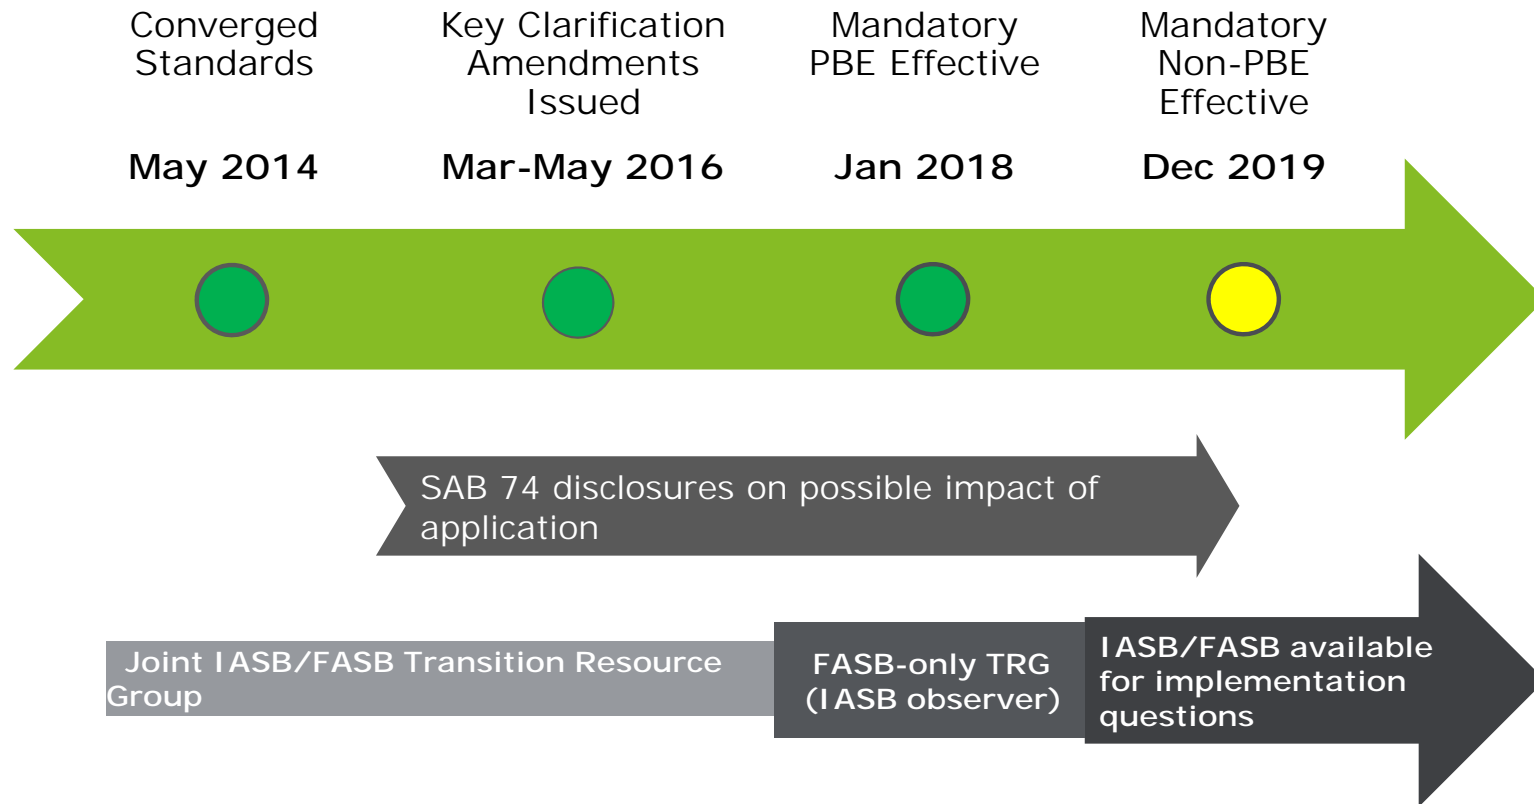 Converged
Standards
Key Clarification
Amendments
Issued
Mandatory
PBE Effective
Mandatory
Non-PBE
Effective
May 2014
Mar-May 2016
Jan 2018
Dec 2019
SAB 74 disclosures on possible impact of
application
Joint IASB/FASB Transition Resource
Group
FASB-only TRG
(IASB observer)
IASB/FASB available
for implementation
questions